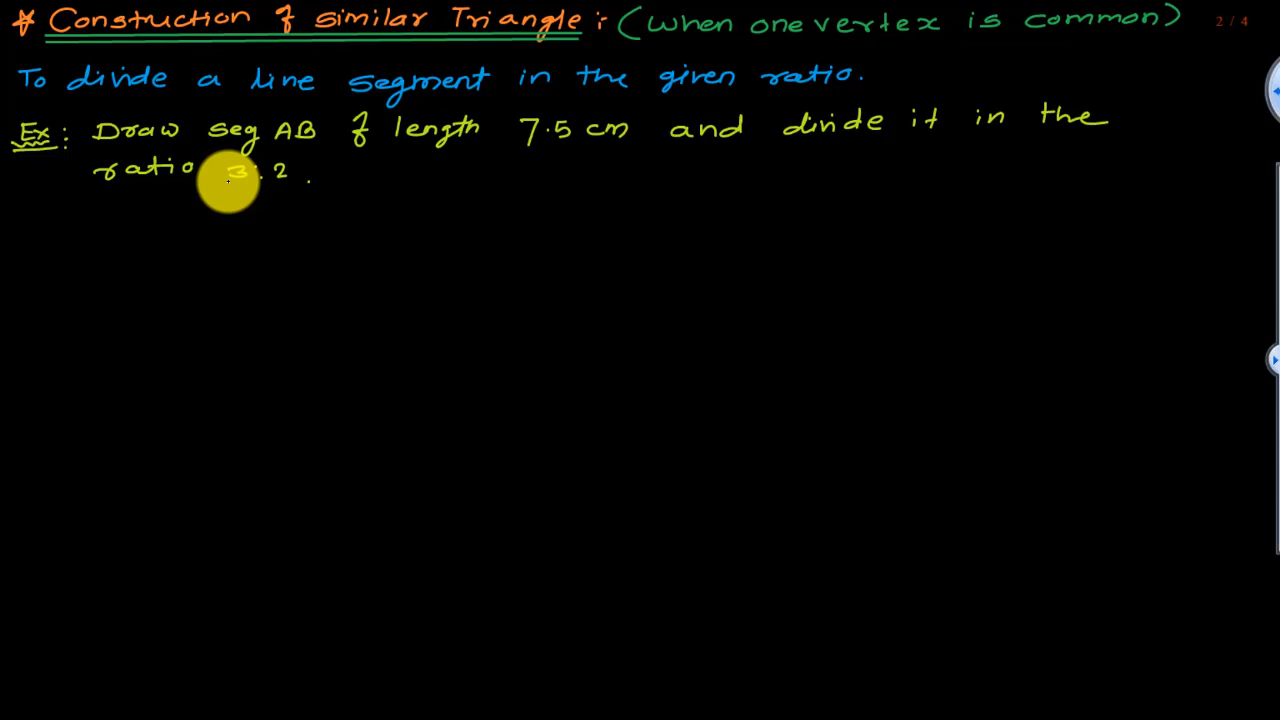 * Construction of similar Triangle : (when one vertex is common) 2 / 4
To divide a line segment in the given ratio.
Ex: Draw seg AB of length 7.5 cm and divide it in the
ratio 3:2 .